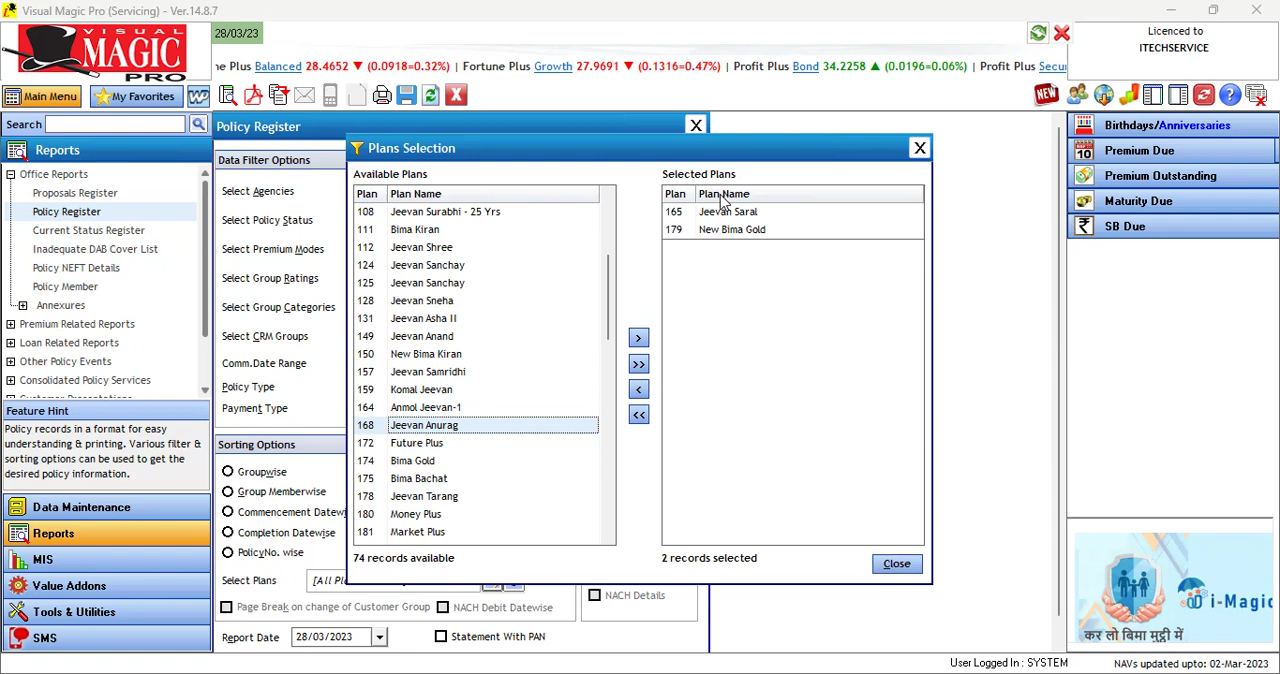 Visual Magic Pro (Servicing) - Ver.14.8.7
VISUAL
MAGIC
PRO
28/03/23
Licenced to
ITECHSERVICE
ne Plus Balanced 28.4652 ▼ (0.0918=0.32%) | Fortune Plus Growth 27.9691 ▼ (0.1316=0.47%) | Profit Plus Bond 34.2258 ▲ (0.0196=0.06%) | Profit Plus Secu
Main Menu
My Favorites
W
NEW
Search
Reports
Office Reports
Proposals Register
Policy Register
Current Status Register
Inadequate DAB Cover List
Policy NEFT Details
Policy Member
Annexures
Premium Related Reports
Loan Related Reports
Other Policy Events
Consolidated Policy Services
Feature Hint
Policy records in a format for easy
understanding & printing. Various filter &
sorting options can be used to get the
desired policy information.
Data Maintenance
Reports
MIS
Value Addons
Tools & Utilities
SMS
Policy Register
X
Data Filter Options
Select Agencies
Select Policy Status
Select Premium Modes
Select Group Ratings
Select Group Categories
Select CRM Groups
Comm.Date Range
Policy Type
Payment Type
Sorting Options
Groupwise
Group Memberwise
Commencement Datewi
Completion Datewise
PolicyNo. wise
Select Plans [All Pl
Page Break on change of Customer Group
NACH Debit Datewise
NACH Details
Report Date 28/03/2023
Statement With PAN
Plans Selection
X
Available Plans
Plan Plan Name
108 Jeevan Surabhi - 25 Yrs
111 Bima Kiran
112 Jeevan Shree
124 Jeevan Sanchay
125 Jeevan Sanchay
128 Jeevan Sneha
131 Jeevan Asha II
149 Jeevan Anand
150 New Bima Kiran
157 Jeevan Samridhi
159 Komal Jeevan
164 Anmol Jeevan-1
168 Jeevan Anurag
172 Future Plus
174 Bima Gold
175 Bima Bachat
178 Jeevan Tarang
180 Money Plus
181 Market Plus
74 records available
>
>>
<
<<
Selected Plans
Plan Plan Name
165 Jeevan Saral
179 New Bima Gold
2 records selected
Close
Birthdays/Anniversaries
10 Premium Due
Premium Outstanding
Maturity Due
₹ SB Due
i-Magic
कर लो बिमा मुट्ठी में
User Logged In : SYSTEM
NAVs updated upto: 02-Mar-2023